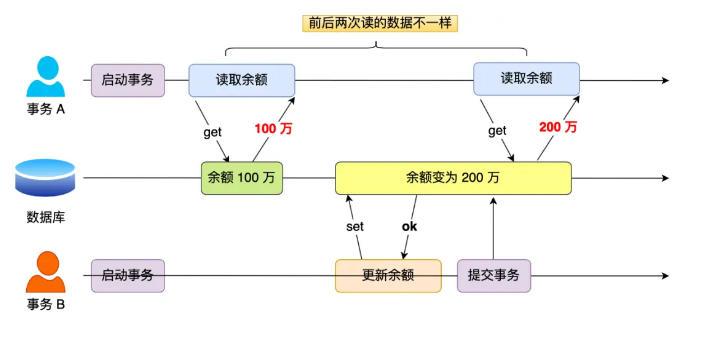 前后两次读的数据不一样
启动事务
读取余额
读取余额
事务 A
get
100 万
get
200 万
余额 100 万
余额变为 200 万
数据库
set
ok
启动事务
更新余额
提交事务
事务 B